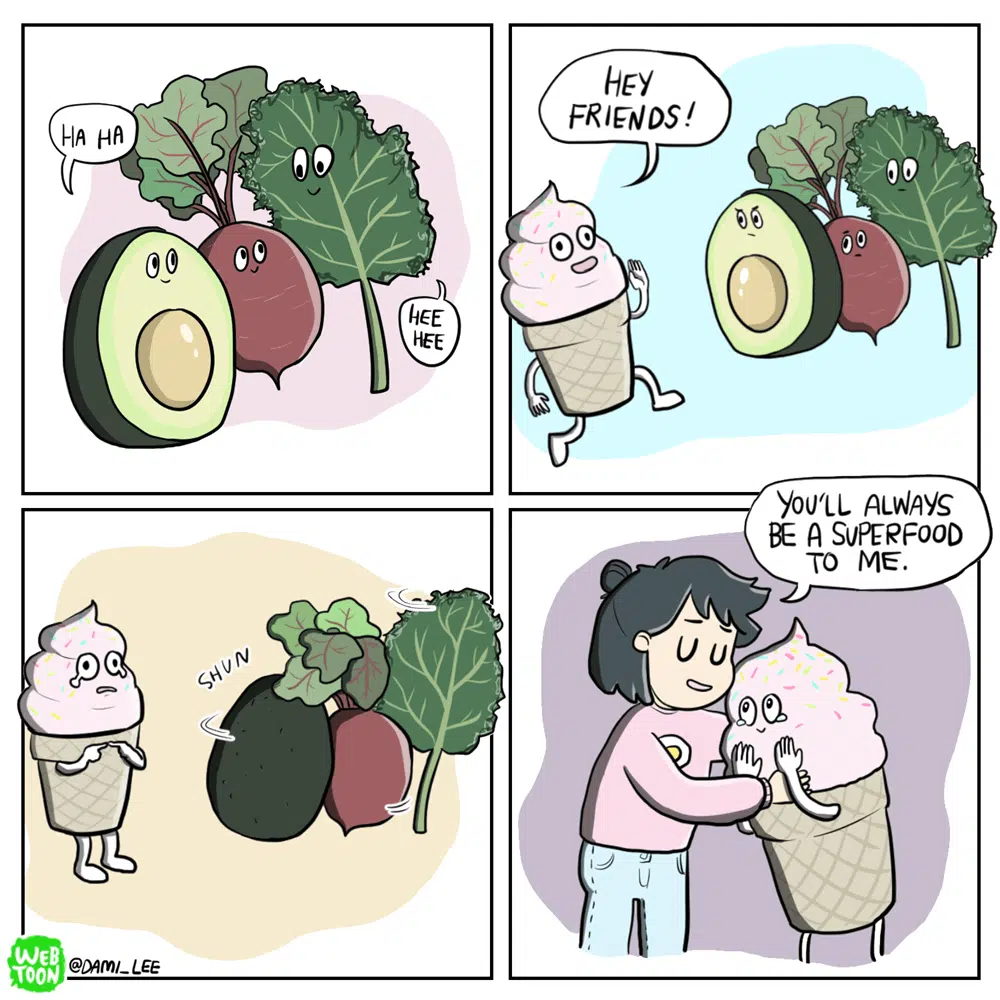 HA HA
HEE
HEE
HEY
FRIENDS!
SHUN
YOU'LL ALWAYS
BE A SUPERFOOD
TO ME.
WEB
TOON
@DAMI_LEE